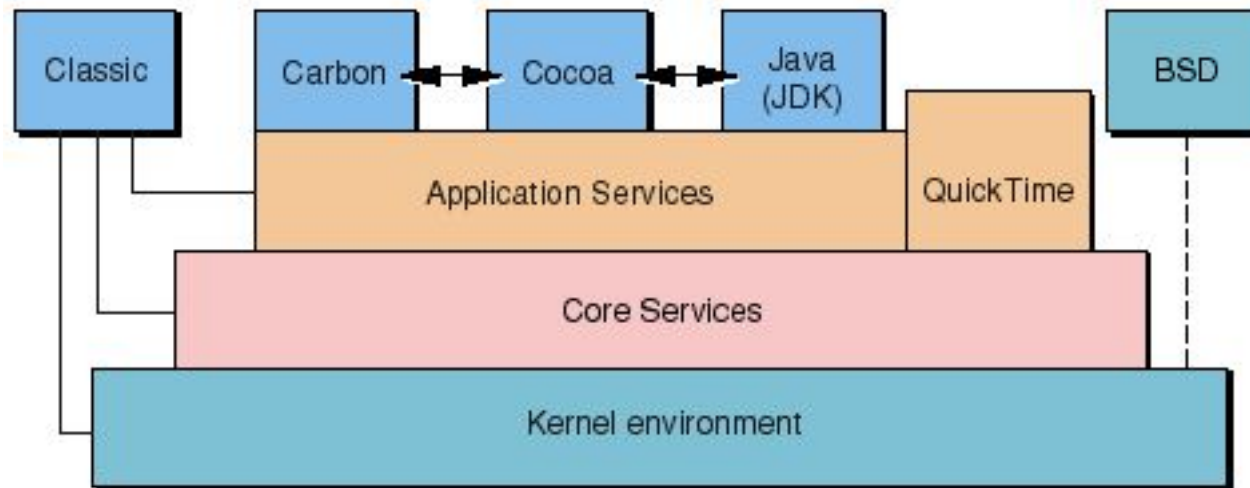 Classic
Carbon
Cocoa
Java
(JDK)
BSD
Application Services
QuickTime
Core Services
Kernel environment